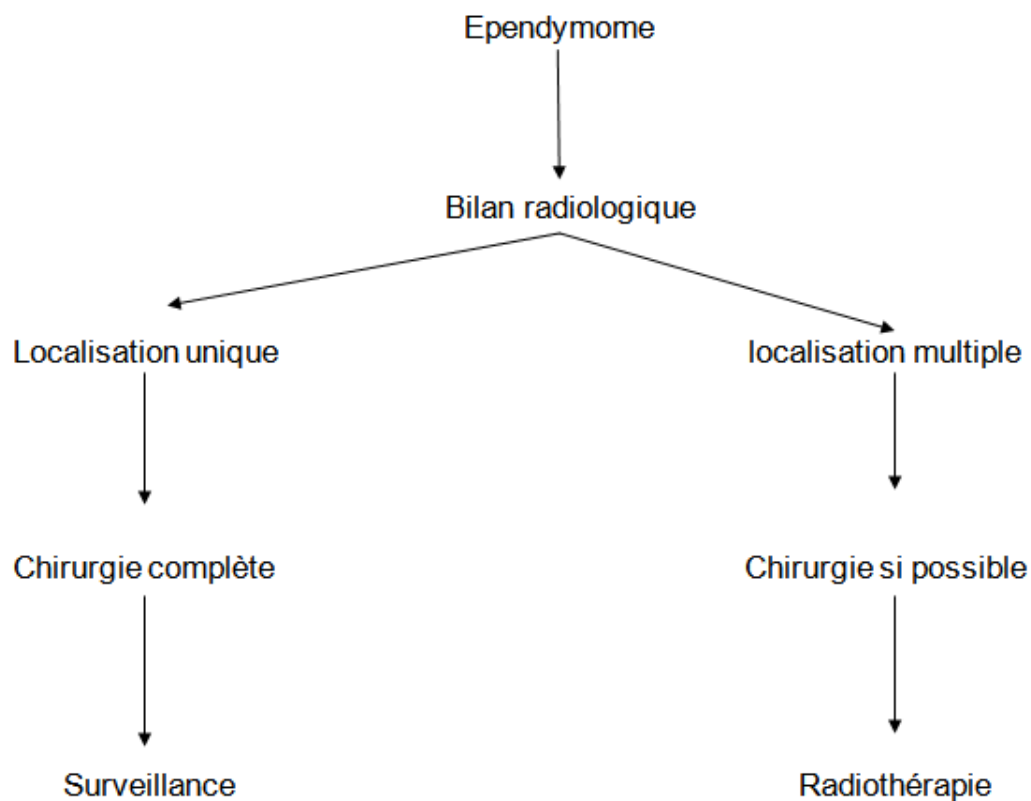 Ependymome
Bilan radiologique
Localisation unique
localisation multiple
Chirurgie complète
Chirurgie si possible
Surveillance
Radiothérapie